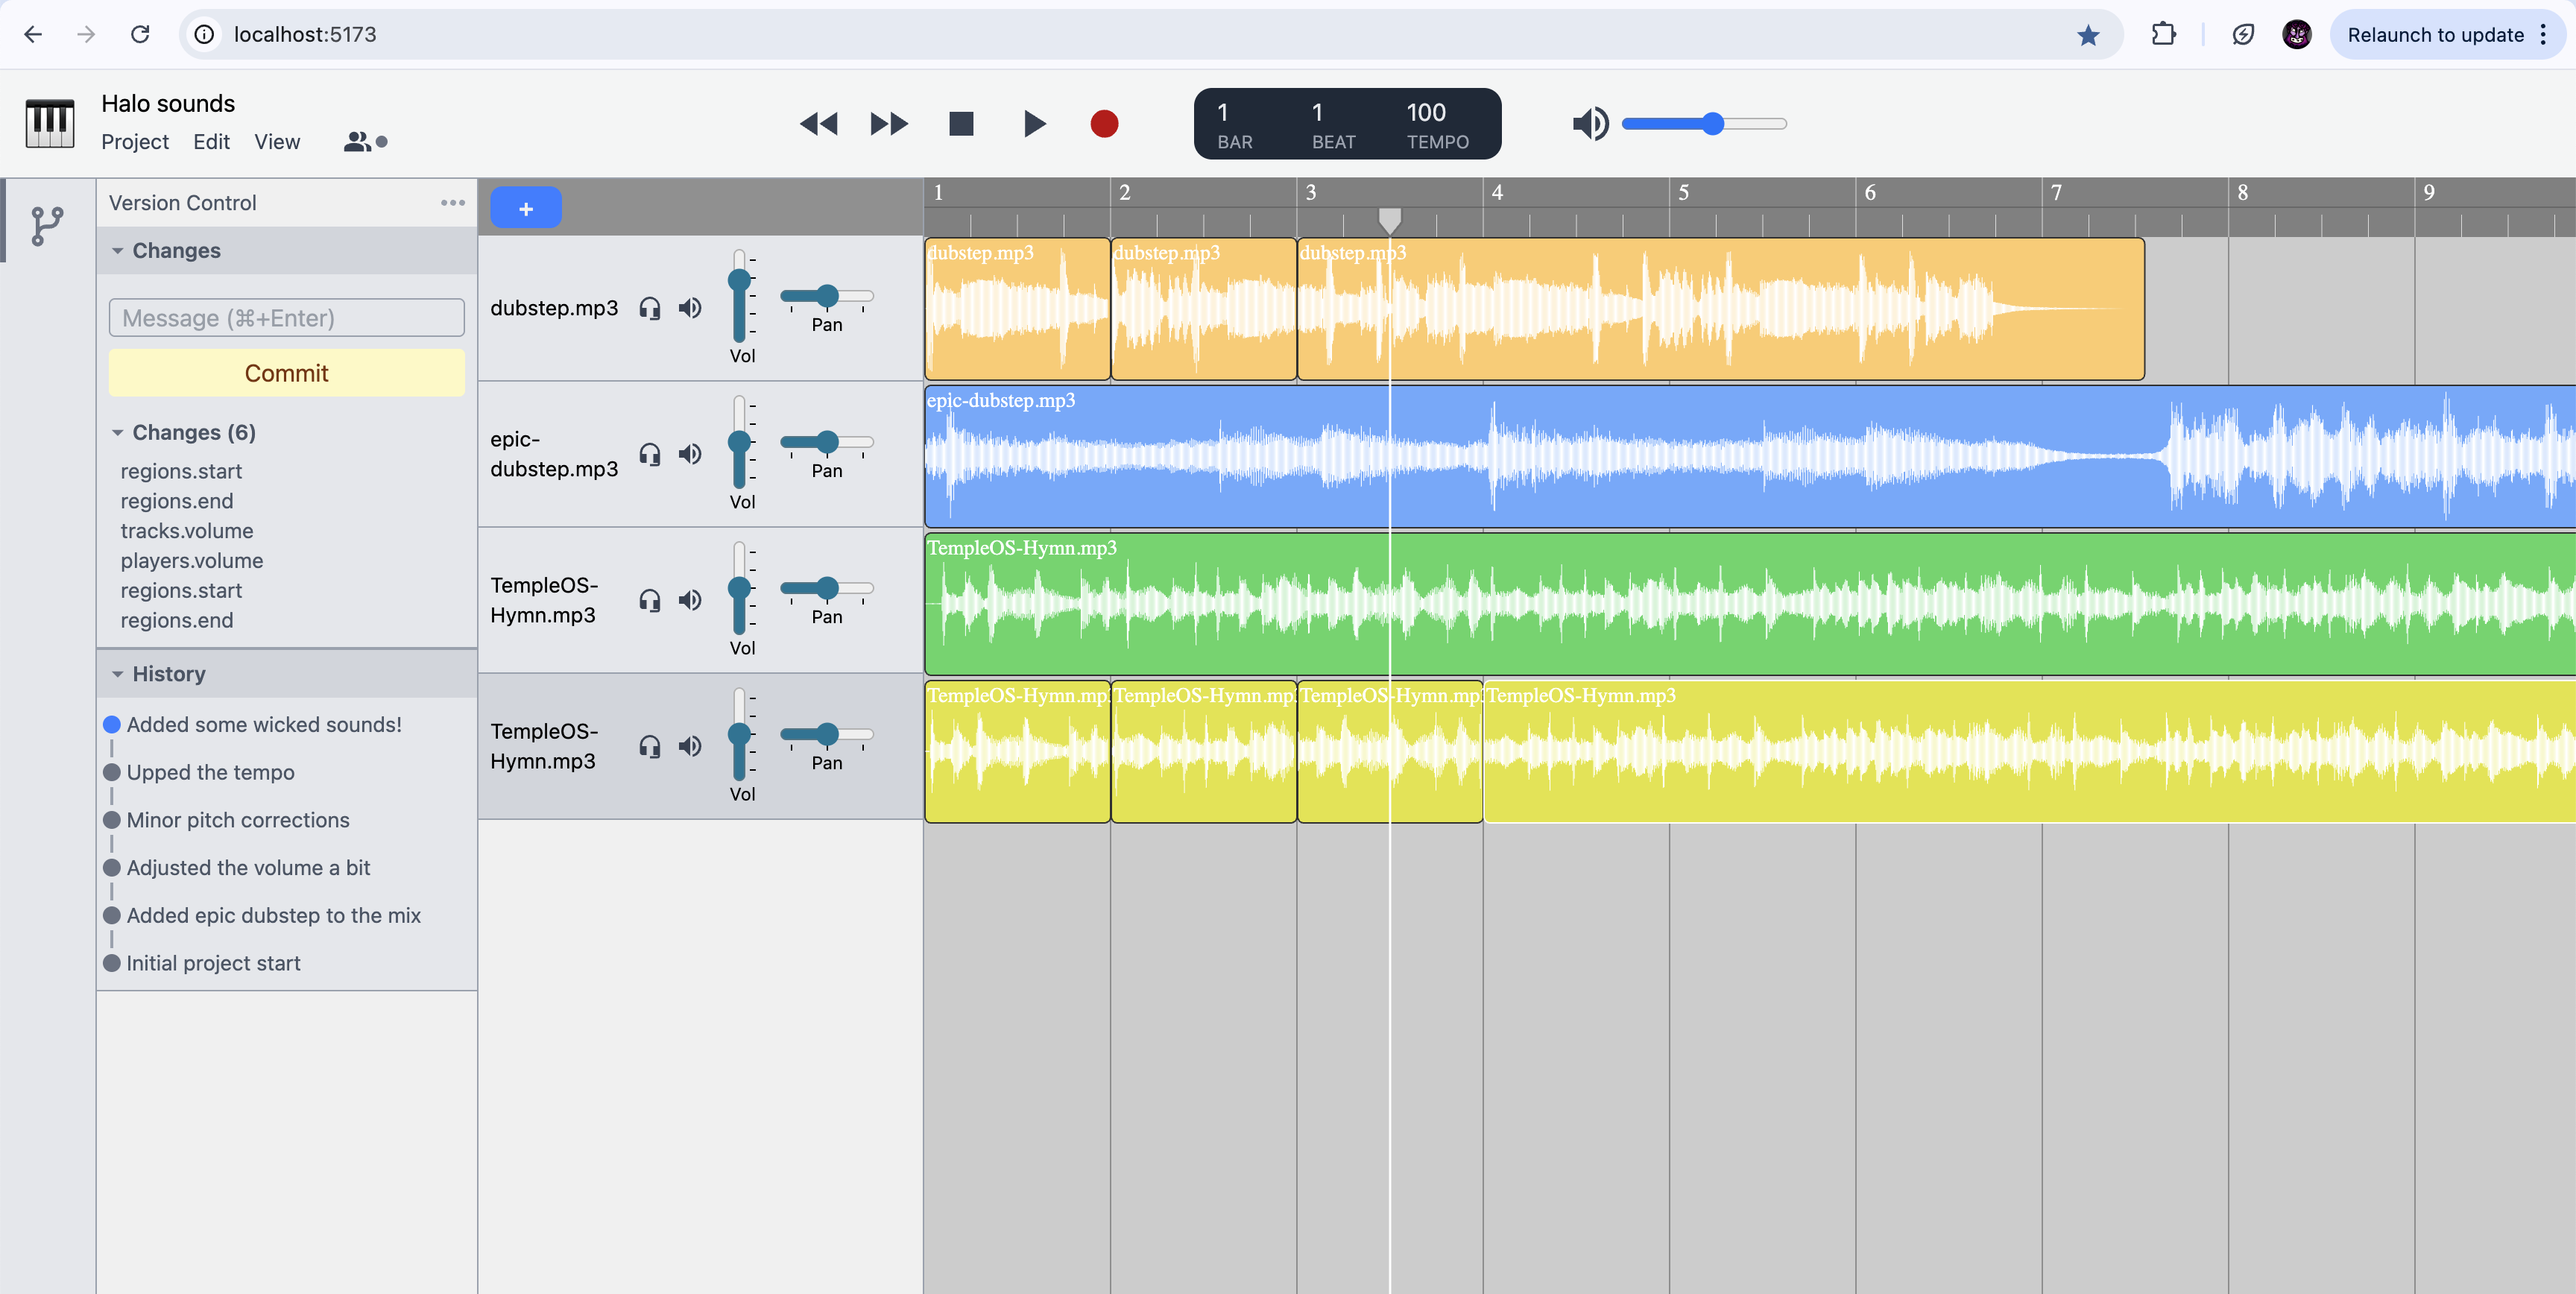 localhost:5173
Relaunch to update
Halo sounds
Project Edit View
1 1 100
BAR BEAT TEMPO
Version Control
Changes
Message (⌘+Enter)
Commit
Changes (6)
regions.start
regions.end
tracks.volume
players.volume
regions.start
regions.end
History
Added some wicked sounds!
Upped the tempo
Minor pitch corrections
Adjusted the volume a bit
Added epic dubstep to the mix
Initial project start
+
dubstep.mp3
Vol
Pan
epic-
dubstep.mp3
Vol
Pan
TempleOS-
Hymn.mp3
Vol
Pan
TempleOS-
Hymn.mp3
Vol
Pan
1 2 3 4 5 6 7 8 9
dubstep.mp3 dubstep.mp3 dubstep.mp3
epic-dubstep.mp3
TempleOS-Hymn.mp3
TempleOS-Hymn.mp TempleOS-Hymn.mp TempleOS-Hymn.mp TempleOS-Hymn.mp3